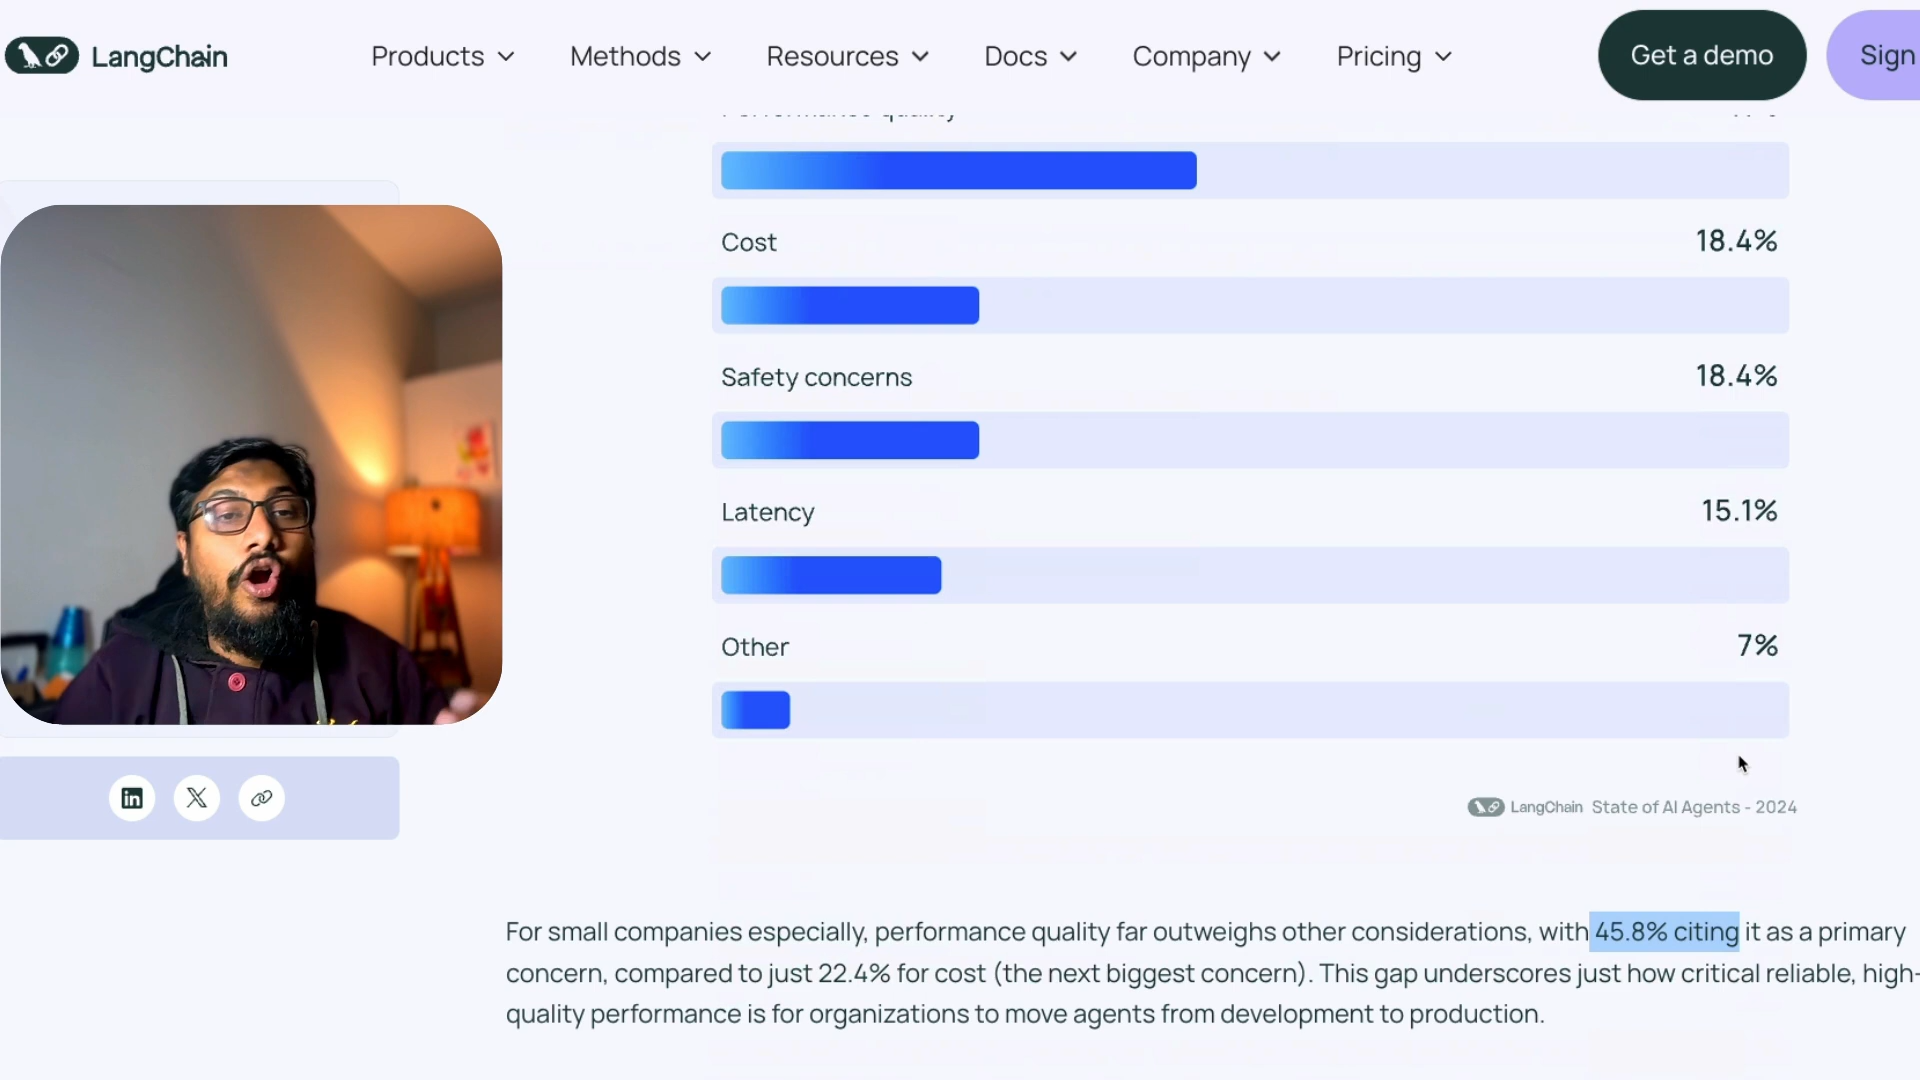 LangChain
Products
Methods
Resources
Docs
Company
Pricing
Get a demo
Sign
Performance quality
Cost
18.4%
Safety concerns
18.4%
Latency
15.1%
Other
7%
LangChain State of AI Agents - 2024
For small companies especially, performance quality far outweighs other considerations, with 45.8% citing it as a primary
concern, compared to just 22.4% for cost (the next biggest concern). This gap underscores just how critical reliable, high-
quality performance is for organizations to move agents from development to production.